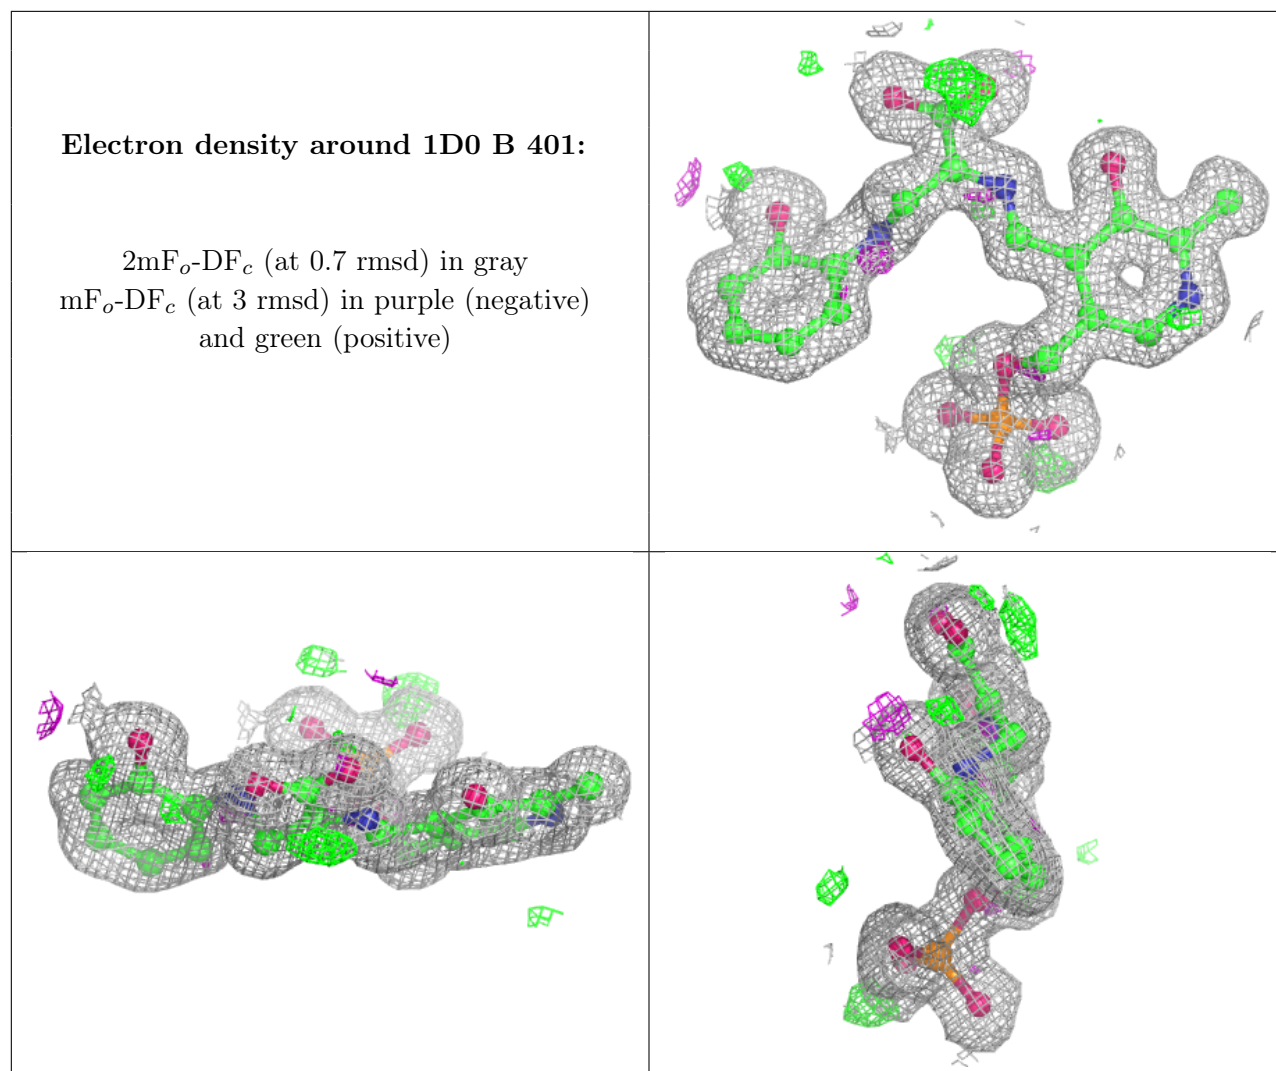 Electron density around 1D0 B 401:
2mFo-DFc (at 0.7 rmsd) in gray
mFo-DFc (at 3 rmsd) in purple (negative)
and green (positive)